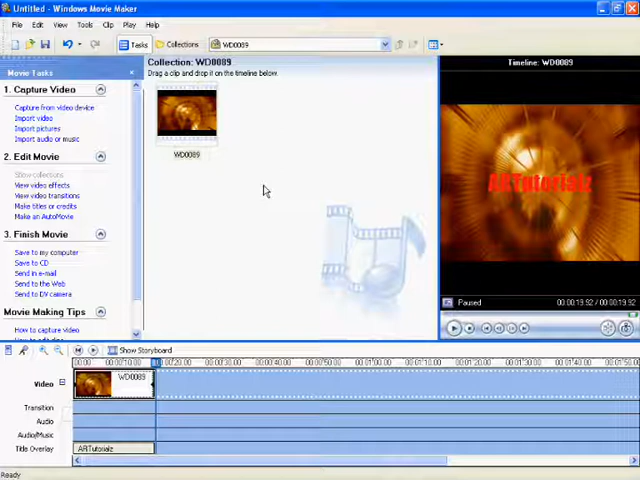 Untitled - Windows Movie Maker
File Edit View Tools Clip Play Help
Tasks Collections WD0089
Movie Tasks
1. Capture Video
Capture from video device
Import video
Import pictures
Import audio or music
2. Edit Movie
Show collections
View video effects
View video transitions
Make titles or credits
Make an AutoMovie
3. Finish Movie
Save to my computer
Save to CD
Send in e-mail
Send to the Web
Send to DV camera
Movie Making Tips
How to capture video
Collection: WD0089
Drag a clip and drop it on the timeline below.
WD0089
Timeline: WD0089
ARTutorialz
Paused
00:00:19.92 / 00:00:19.92
Show Storyboard
Video
WD0089
Transition
Audio
Audio/Music
Title Overlay
ARTutorialz
Ready